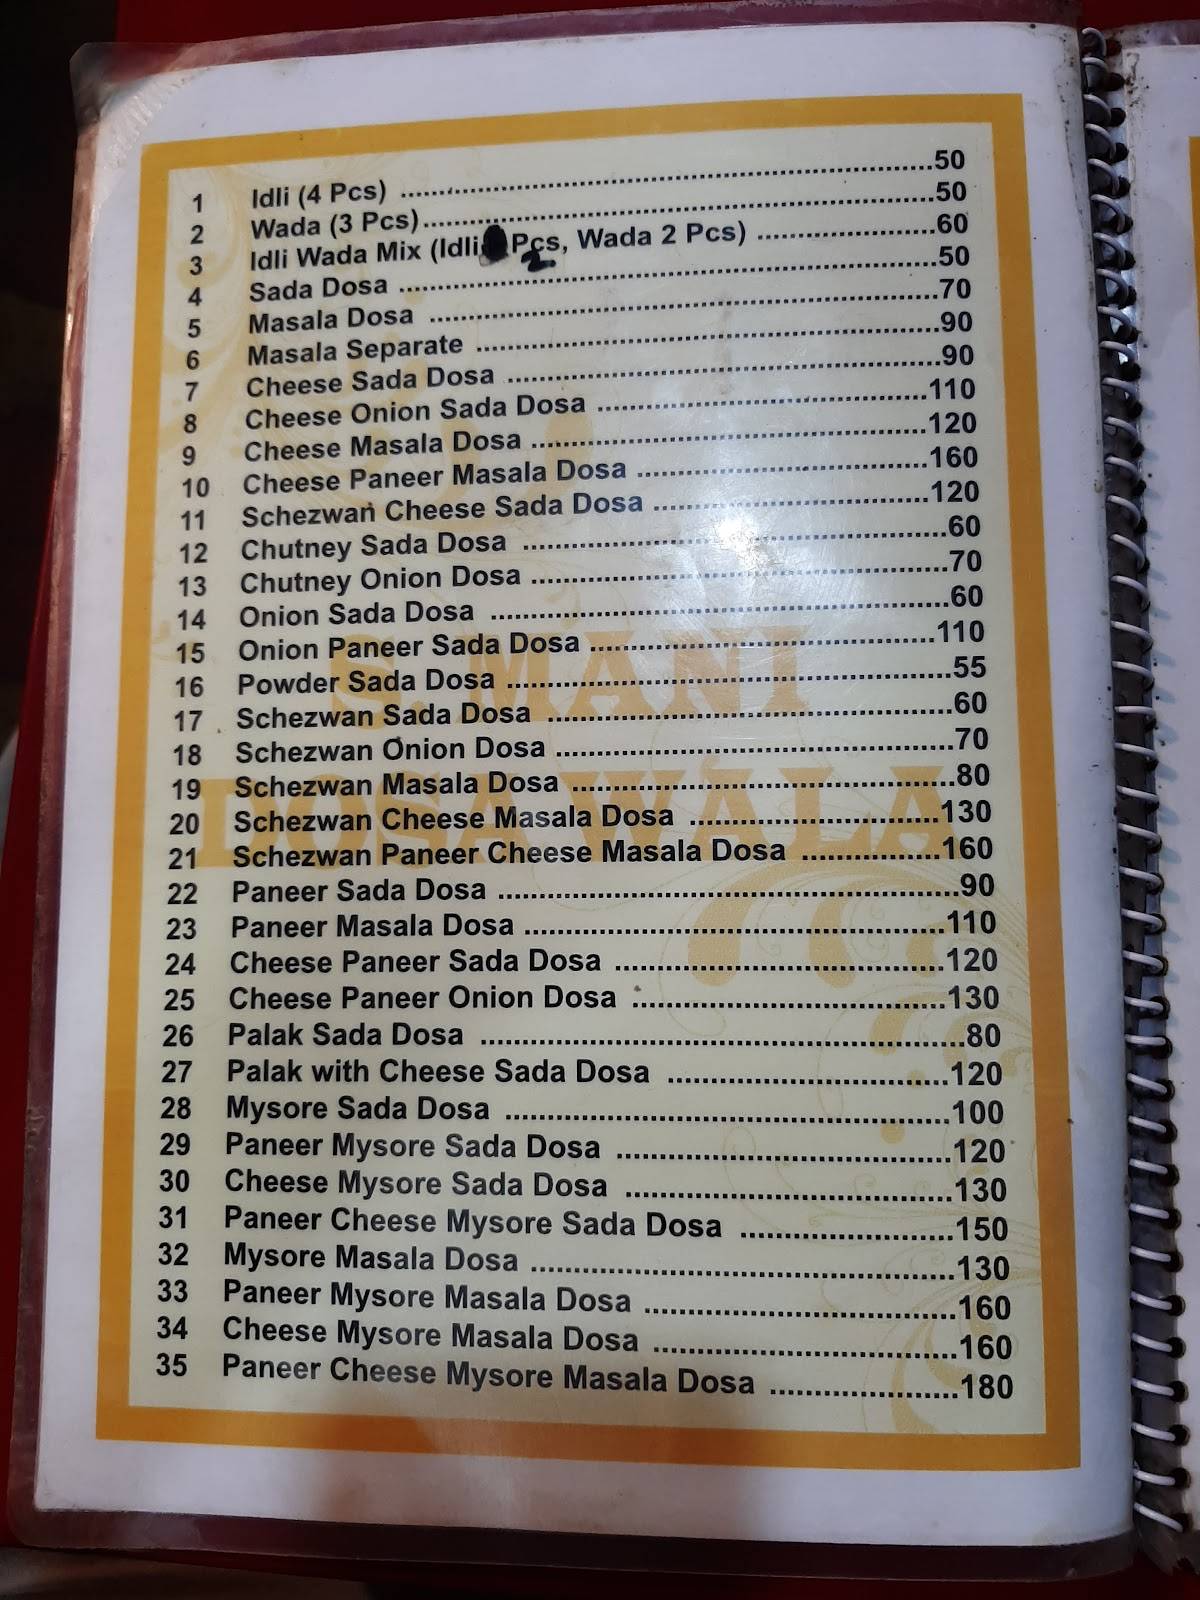 1 Idli (4 Pcs) ........50
2 Wada (3 Pcs)........50
3 Idli Wada Mix (Idli 2 Pcs, Wada 2 Pcs) ........60
4 Sada Dosa ........50
5 Masala Dosa ........70
6 Masala Separate ........90
7 Cheese Sada Dosa ........90
8 Cheese Onion Sada Dosa ........110
9 Cheese Masala Dosa ........120
10 Cheese Paneer Masala Dosa ........160
11 Schezwan Cheese Sada Dosa ........120
12 Chutney Sada Dosa ........60
13 Chutney Onion Dosa ........70
14 Onion Sada Dosa ........60
15 Onion Paneer Sada Dosa ........110
16 Powder Sada Dosa ........55
17 Schezwan Sada Dosa ........60
18 Schezwan Onion Dosa ........70
19 Schezwan Masala Dosa ........80
20 Schezwan Cheese Masala Dosa ........130
21 Schezwan Paneer Cheese Masala Dosa ........160
22 Paneer Sada Dosa ........90
23 Paneer Masala Dosa ........110
24 Cheese Paneer Sada Dosa ........120
25 Cheese Paneer Onion Dosa ........130
26 Palak Sada Dosa ........80
27 Palak with Cheese Sada Dosa ........120
28 Mysore Sada Dosa ........100
29 Paneer Mysore Sada Dosa ........120
30 Cheese Mysore Sada Dosa ........130
31 Paneer Cheese Mysore Sada Dosa ........150
32 Mysore Masala Dosa ........130
33 Paneer Mysore Masala Dosa ........160
34 Cheese Mysore Masala Dosa ........160
35 Paneer Cheese Mysore Masala Dosa ........180
S.MANI
DOSAWALA